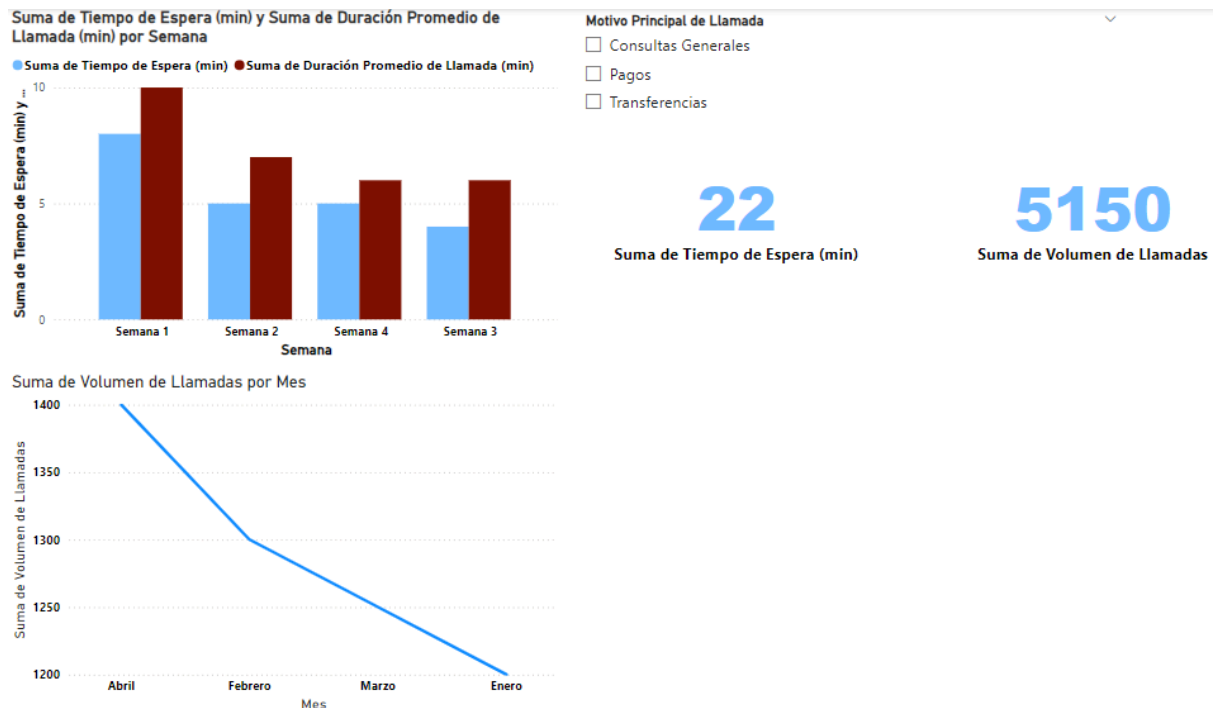 Suma de Tiempo de Espera (min) y Suma de Duración Promedio de
Llamada (min) por Semana
Suma de Tiempo de Espera (min) Suma de Duración Promedio de Llamada (min)
Suma de Tiempo de Espera (min) y ...
10
5
0
Semana 1 Semana 2 Semana 4 Semana 3
Semana
Motivo Principal de Llamada
Consultas Generales
Pagos
Transferencias
22
Suma de Tiempo de Espera (min)
5150
Suma de Volumen de Llamadas
Suma de Volumen de Llamadas por Mes
Suma de Volumen de Llamadas
1400
1350
1300
1250
1200
Abril Febrero Marzo Enero
Mes